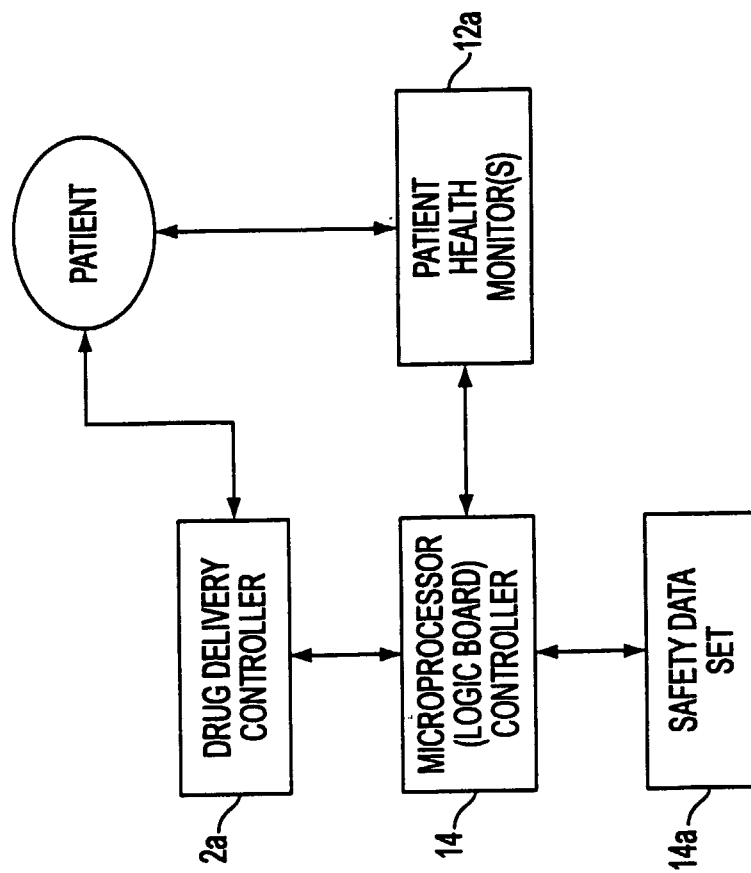 PATIENT
12a
PATIENT
HEALTH
MONITOR(S)
DRUG DELIVERY
CONTROLLER
2a
MICROPROCESSOR
(LOGIC BOARD)
CONTROLLER
14
SAFETY DATA
SET
14a